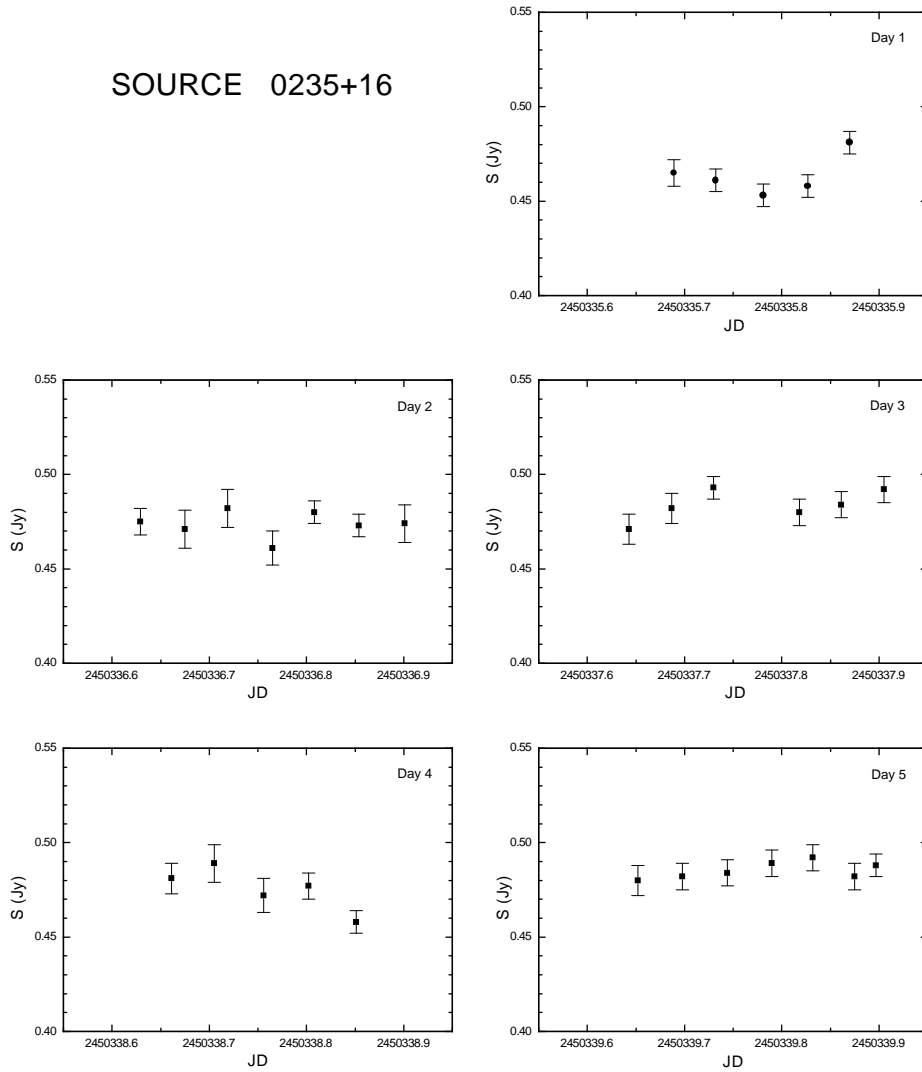 SOURCE 0235+16
Day 1
0.55
0.50
0.45
0.40
S (Jy)
2450335.6 2450335.7 2450335.8 2450335.9
JD
Day 2
0.55
0.50
0.45
0.40
S (Jy)
2450336.6 2450336.7 2450336.8 2450336.9
JD
Day 3
0.55
0.50
0.45
0.40
S (Jy)
2450337.6 2450337.7 2450337.8 2450337.9
JD
Day 4
0.55
0.50
0.45
0.40
S (Jy)
2450338.6 2450338.7 2450338.8 2450338.9
JD
Day 5
0.55
0.50
0.45
0.40
S (Jy)
2450339.6 2450339.7 2450339.8 2450339.9
JD